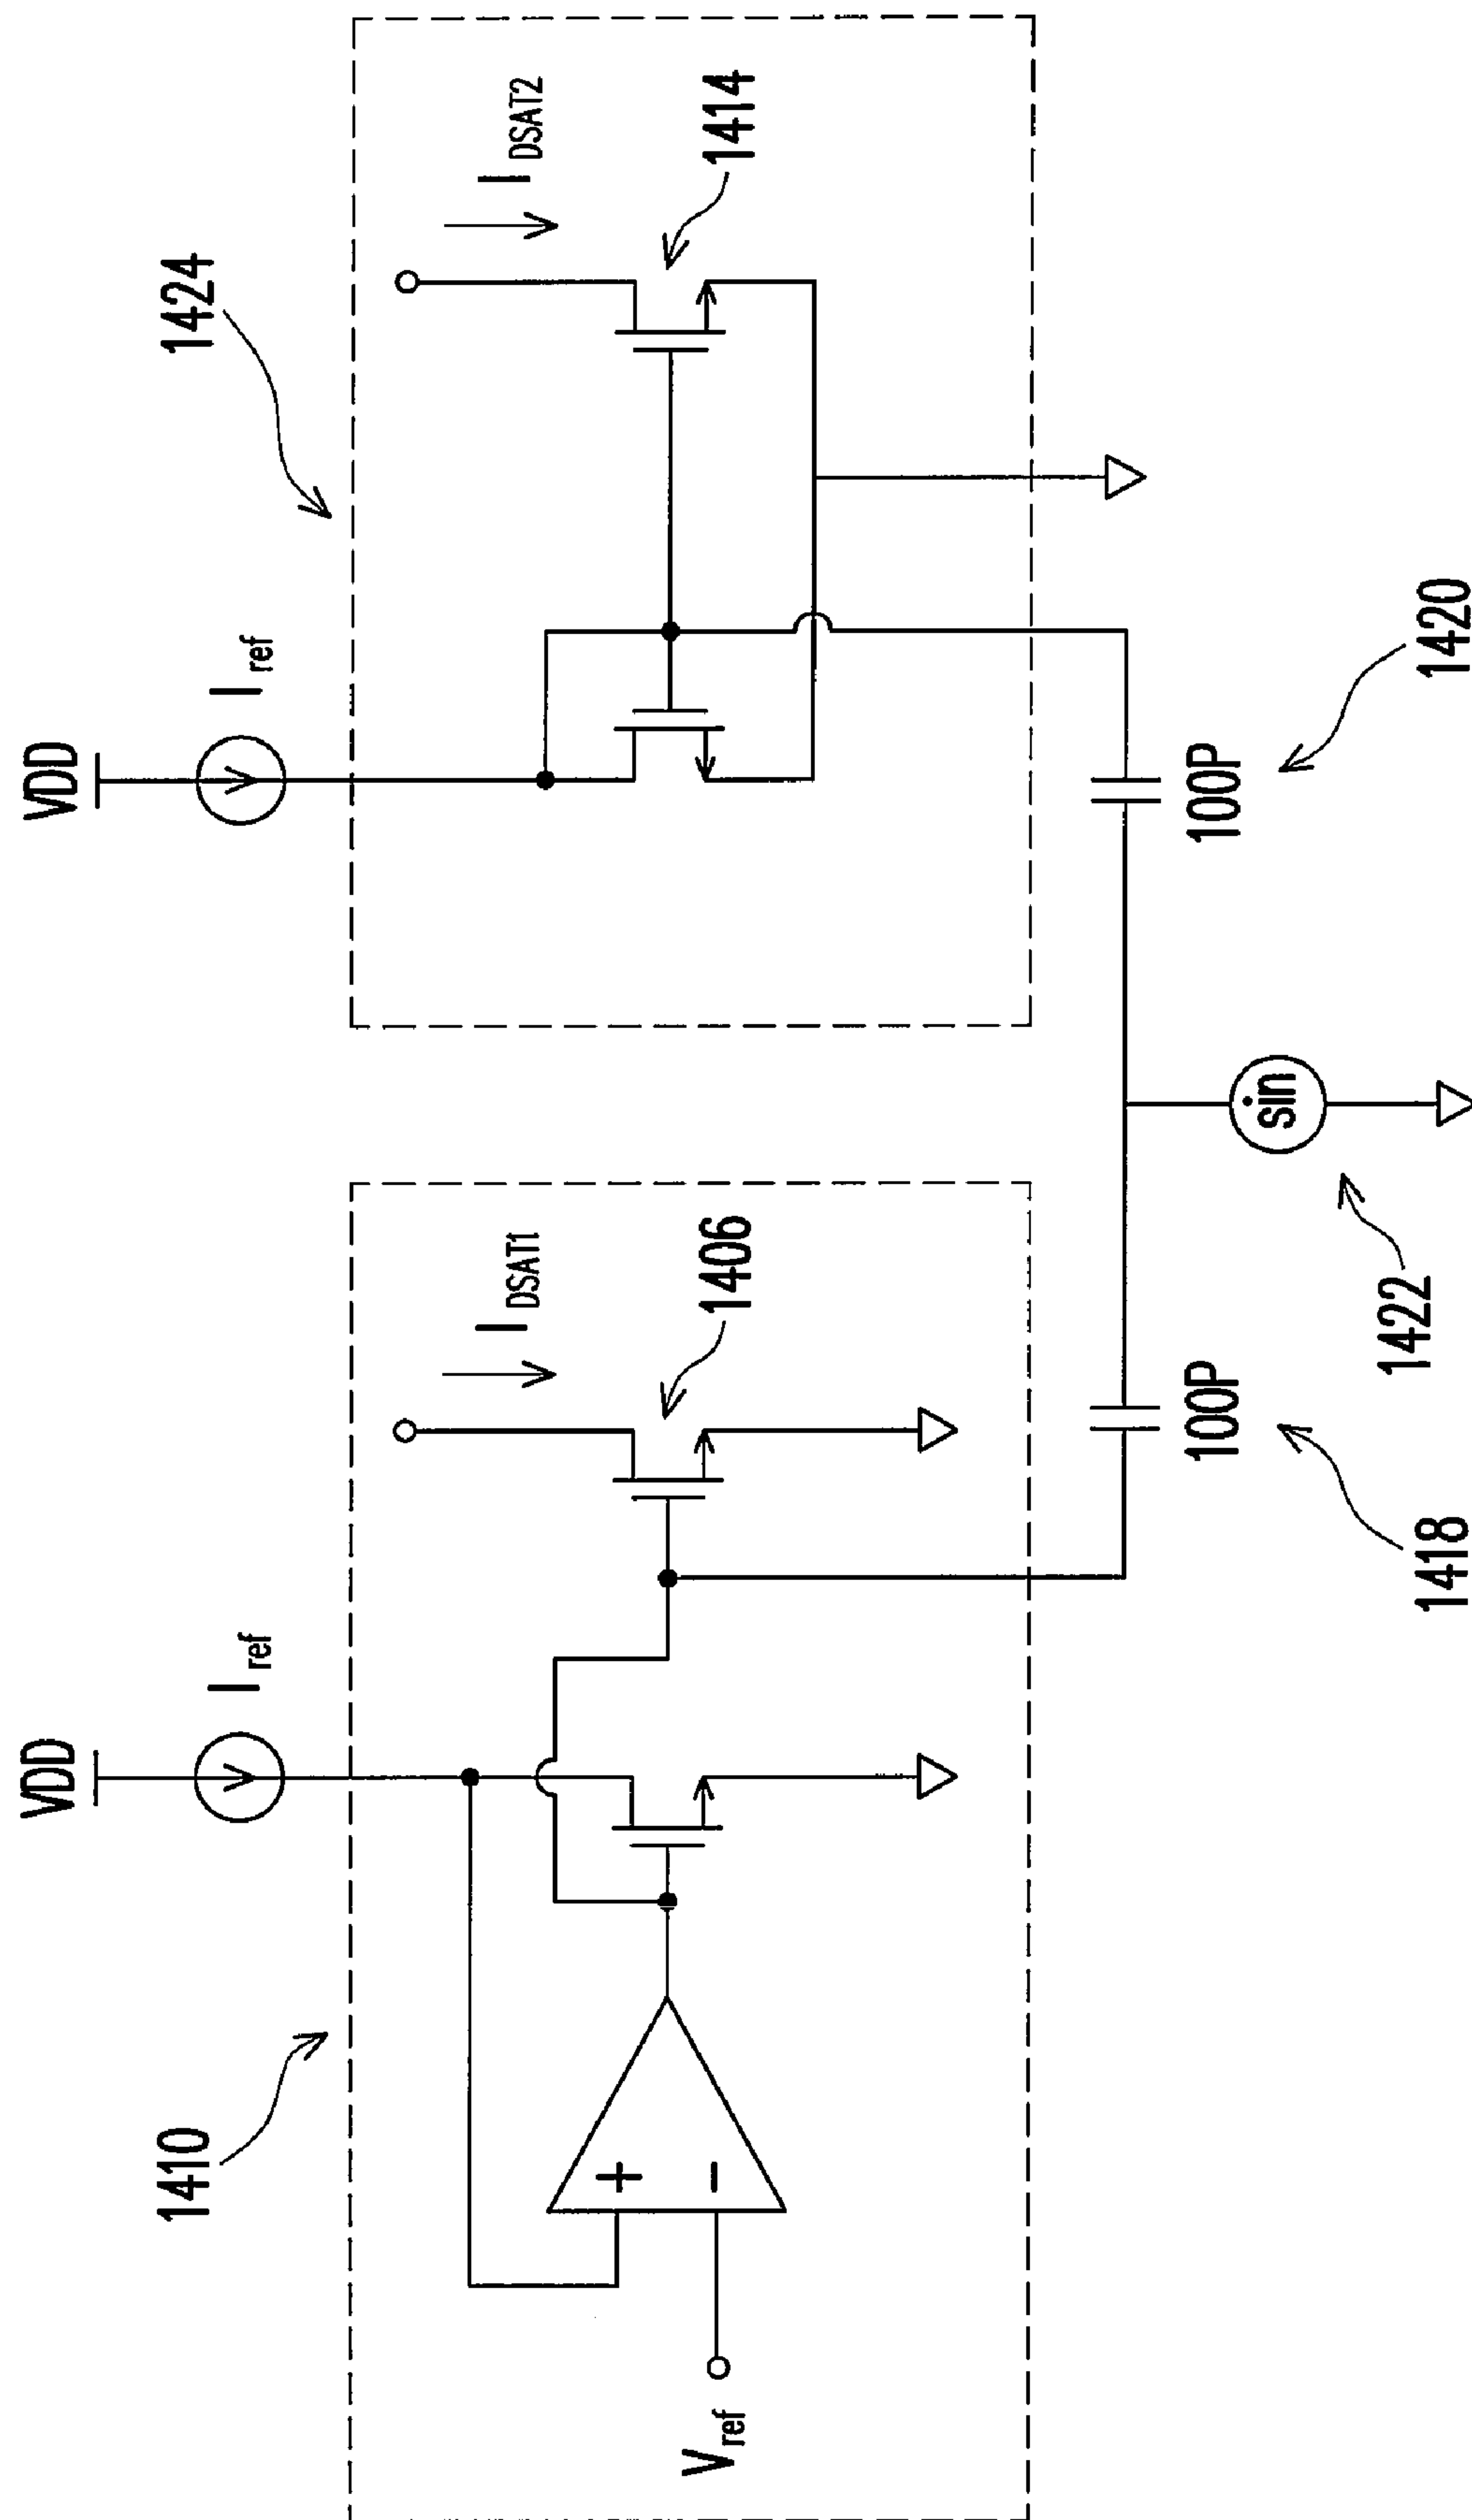 VDD
VDD
I ref
I ref
1410
1424
I DSAT1
I DSAT2
1406
1414
+
−
V ref
100P
100P
sin
1418
1422
1420